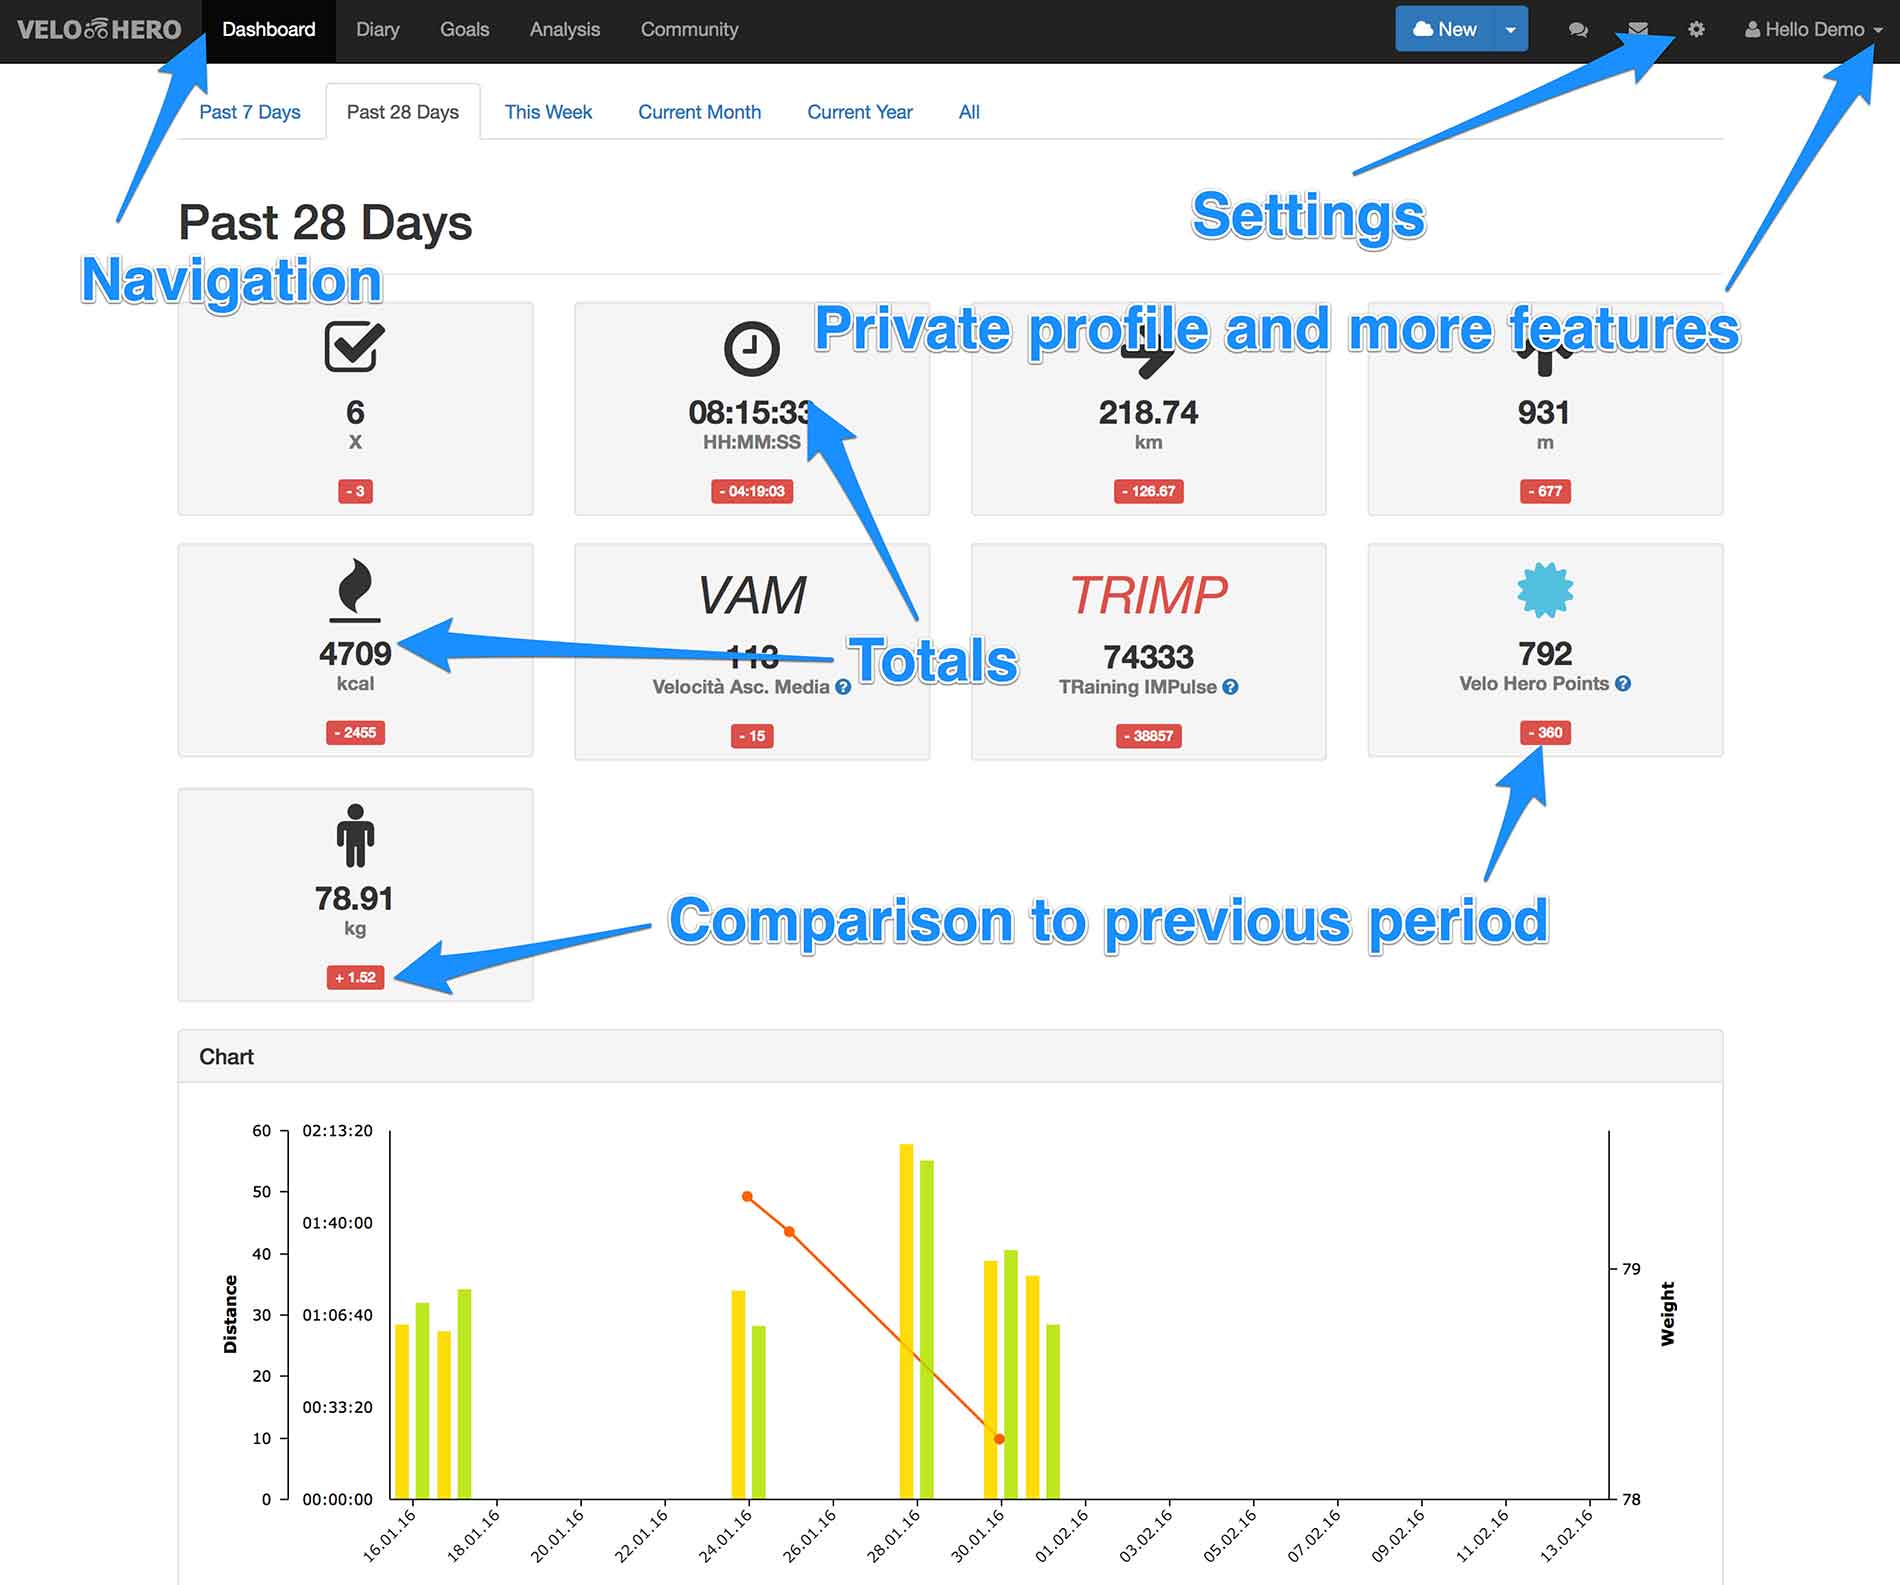 VELO HERO Dashboard Diary Goals Analysis Community New Hello Demo
Past 7 Days Past 28 Days This Week Current Month Current Year All
Settings
Past 28 Days
Navigation
Private profile and more features
6 08:15:33 218.74 931
X HH:MM:SS km m
- 3 - 04:19:03 - 126.67 - 677
VAM TRIMP
4709 113 74333 792
kcal Velocità Asc. Media ? TRaining IMPulse ? Velo Hero Points ?
Totals
- 2455 - 15 - 38857 - 360
78.91
kg
Comparison to previous period
+ 1.52
Chart
60 02:13:20
50
01:40:00
40
79
30 01:06:40
Distance
Weight
20
00:33:20
10
0 00:00:00 78
16.01.16 18.01.16 20.01.16 22.01.16 24.01.16 26.01.16 28.01.16 30.01.16 01.02.16 03.02.16 05.02.16 07.02.16 09.02.16 11.02.16 13.02.16